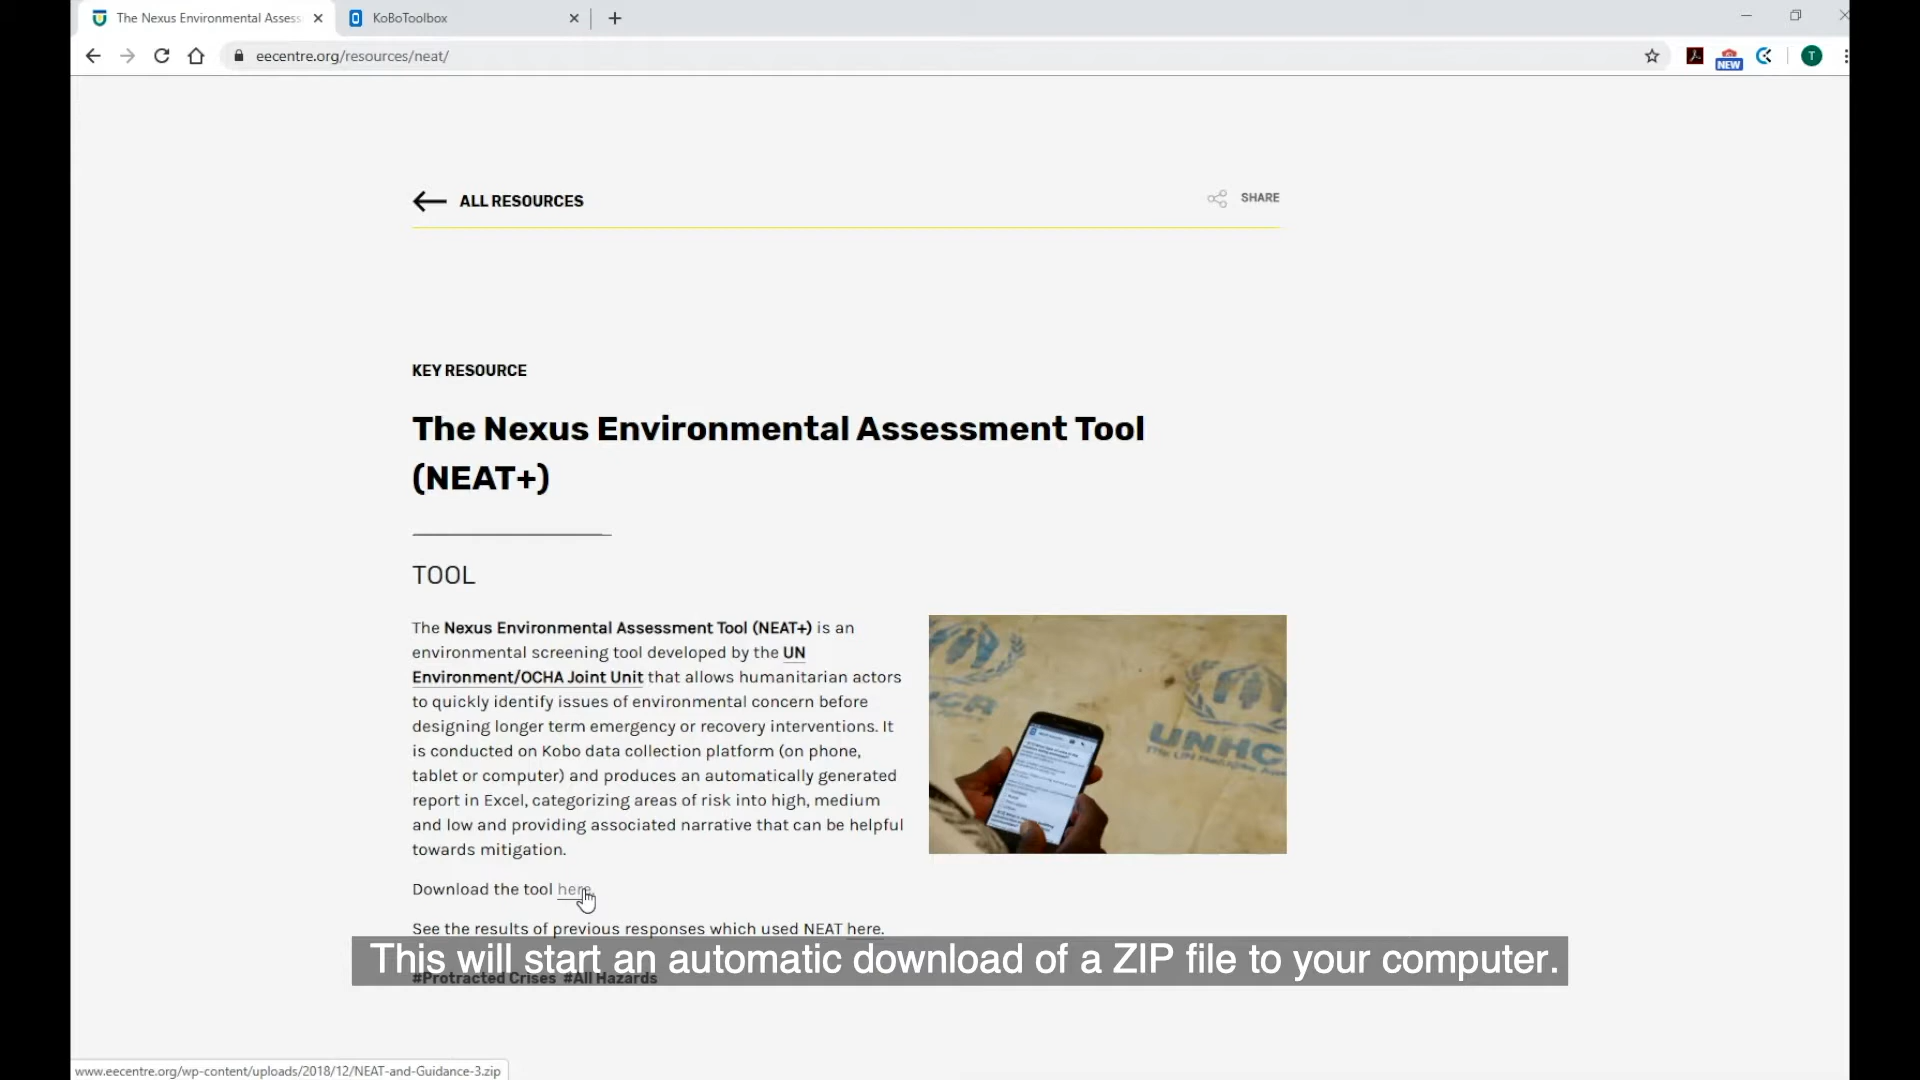 The Nexus Environmental Assess
KoBoToolbox
eecentre.org/resources/neat/
NEW
T
ALL RESOURCES
SHARE
KEY RESOURCE
The Nexus Environmental Assessment Tool
(NEAT+)
TOOL
The Nexus Environmental Assessment Tool (NEAT+) is an
environmental screening tool developed by the UN
Environment/OCHA Joint Unit that allows humanitarian actors
to quickly identify issues of environmental concern before
designing longer term emergency or recovery interventions. It
is conducted on Kobo data collection platform (on phone,
tablet or computer) and produces an automatically generated
report in Excel, categorizing areas of risk into high, medium
and low and providing associated narrative that can be helpful
towards mitigation.
UNHC
Download the tool here.
See the results of previous responses which used NEAT here.
This will start an automatic download of a ZIP file to your computer.
#Protracted Crises #All Hazards
www.eecentre.org/wp-content/uploads/2018/12/NEAT-and-Guidance-3.zip